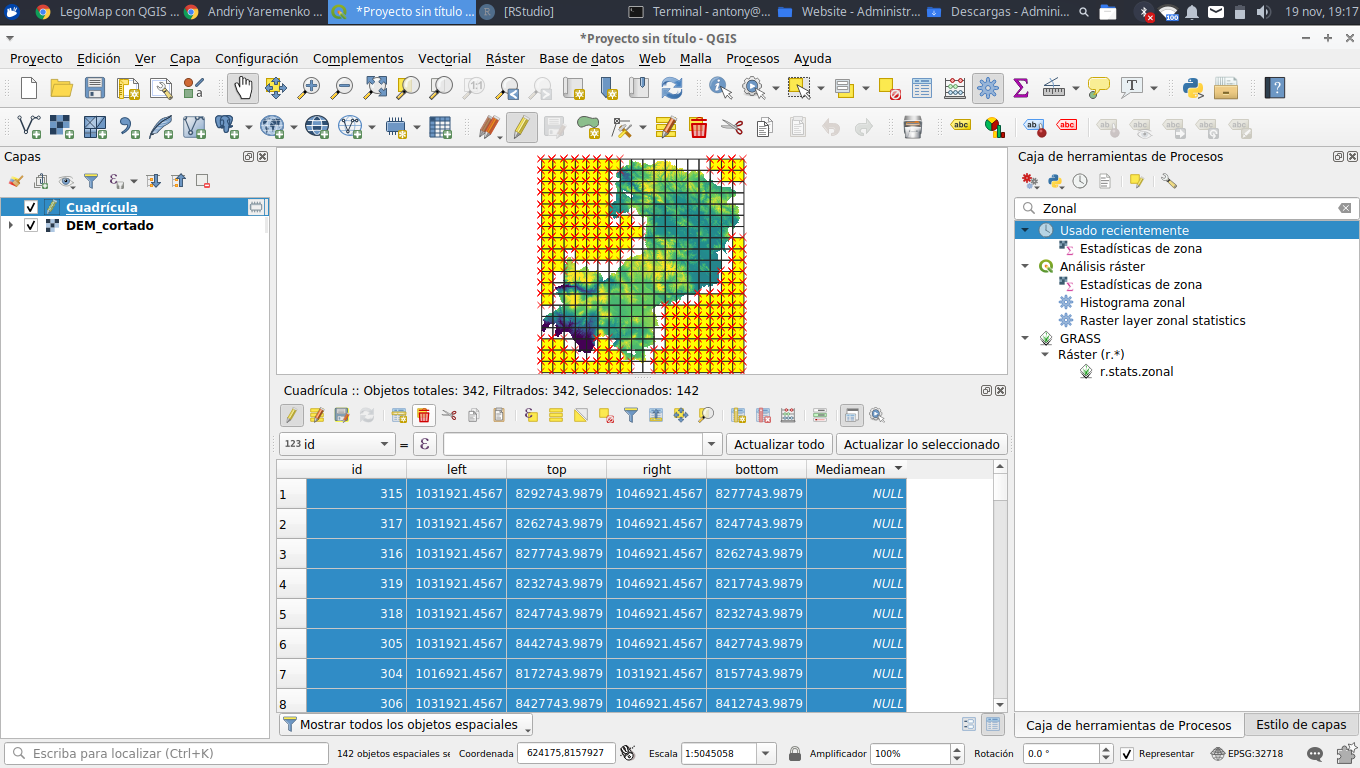 LegoMap con QGIS ...
Andriy Yaremenko ...
*Proyecto sin título ...
[RStudio]
Terminal - antony@...
Website - Administr...
Descargas - Admini...
100
19 nov, 19:17
*Proyecto sin título - QGIS
Proyecto Edición Ver Capa Configuración Complementos Vectorial Ráster Base de datos Web Malla Procesos Ayuda
Capas
Cuadrícula
DEM_cortado
Cuadrícula :: Objetos totales: 342, Filtrados: 342, Seleccionados: 142
123 id
=
ε
Actualizar todo
Actualizar lo seleccionado
id left top right bottom Mediamean
1 315 1031921.4567 8292743.9879 1046921.4567 8277743.9879 NULL
2 317 1031921.4567 8262743.9879 1046921.4567 8247743.9879 NULL
3 316 1031921.4567 8277743.9879 1046921.4567 8262743.9879 NULL
4 319 1031921.4567 8232743.9879 1046921.4567 8217743.9879 NULL
5 318 1031921.4567 8247743.9879 1046921.4567 8232743.9879 NULL
6 305 1031921.4567 8442743.9879 1046921.4567 8427743.9879 NULL
7 304 1016921.4567 8172743.9879 1031921.4567 8157743.9879 NULL
8 306 1031921.4567 8427743.9879 1046921.4567 8412743.9879 NULL
Mostrar todos los objetos espaciales
Caja de herramientas de Procesos
Zonal
Usado recientemente
Estadísticas de zona
Análisis ráster
Estadísticas de zona
Histograma zonal
Raster layer zonal statistics
GRASS
Ráster (r.*)
r.stats.zonal
Caja de herramientas de Procesos
Estilo de capas
Escriba para localizar (Ctrl+K)
142 objetos espaciales se
Coordenada 624175,8157927
Escala 1:5045058
Amplificador 100%
Rotación 0.0 °
Representar
EPSG:32718